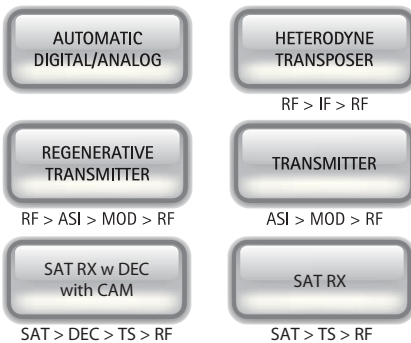 AUTOMATIC
DIGITAL/ANALOG
HETERODYNE
TRANSPOSER
RF > IF > RF
REGENERATIVE
TRANSMITTER
RF > ASI > MOD > RF
TRANSMITTER
ASI > MOD > RF
SAT RX w DEC
with CAM
SAT > DEC > TS > RF
SAT RX
SAT > TS > RF